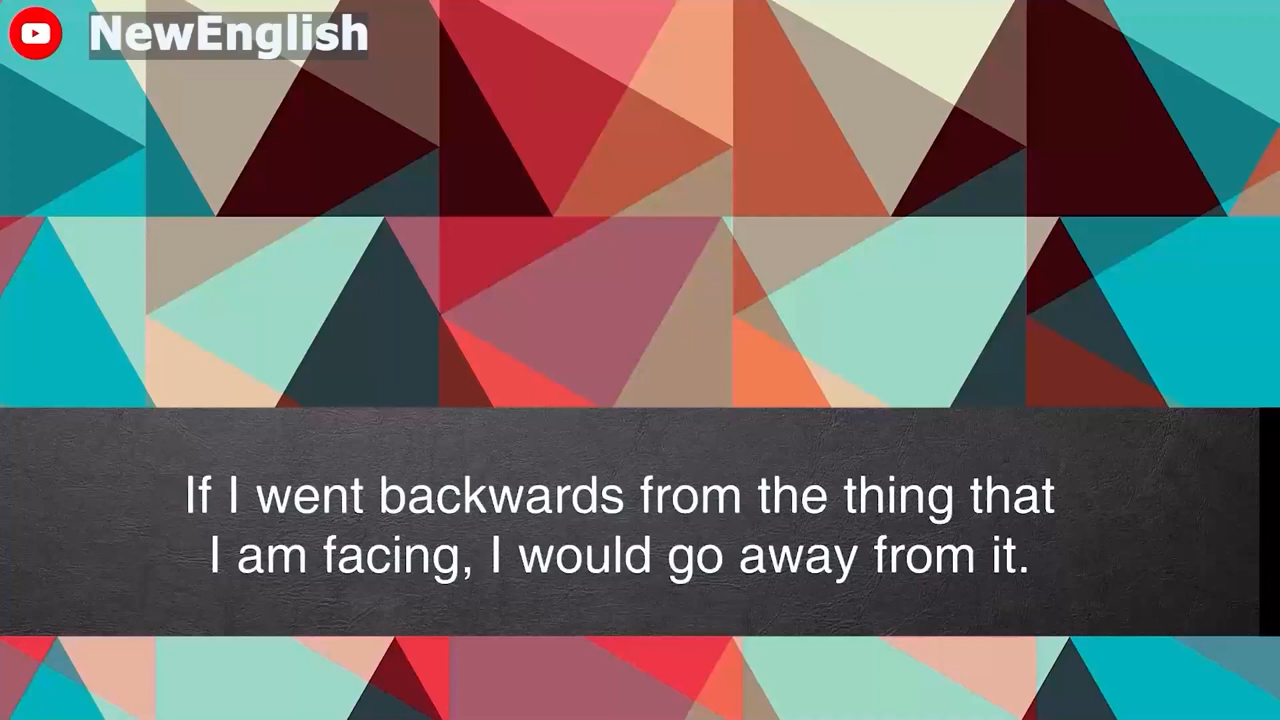 NewEnglish
If I went backwards from the thing that
I am facing, I would go away from it.